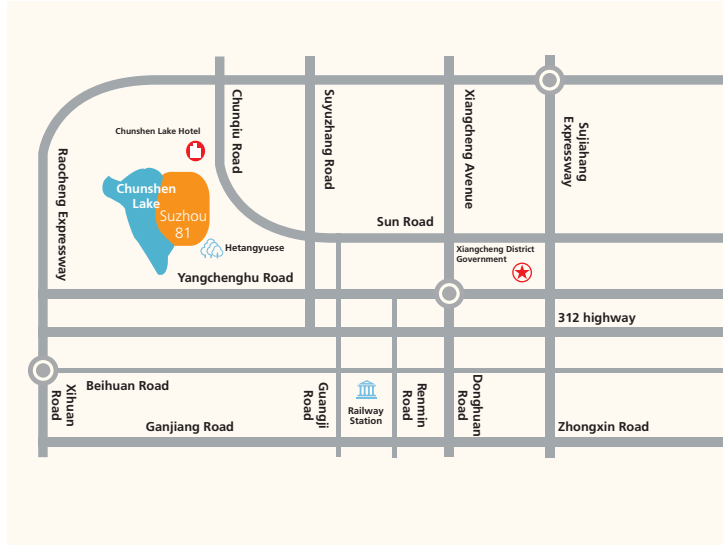 Chunshen Lake Hotel
Chunqiu Road
Suyuzhang Road
Xiangcheng Avenue
Sujiahang
Expressway
Raocheng Expressway
Chunshen
Lake
Suzhou
81
Sun Road
Hetangyuese
Xiangcheng District
Government
Yangchenghu Road
312 highway
Beihuan Road
Xihuan
Road
Guangji
Road
Railway
Station
Renmin
Road
Donghuan
Road
Ganjiang Road
Zhongxin Road